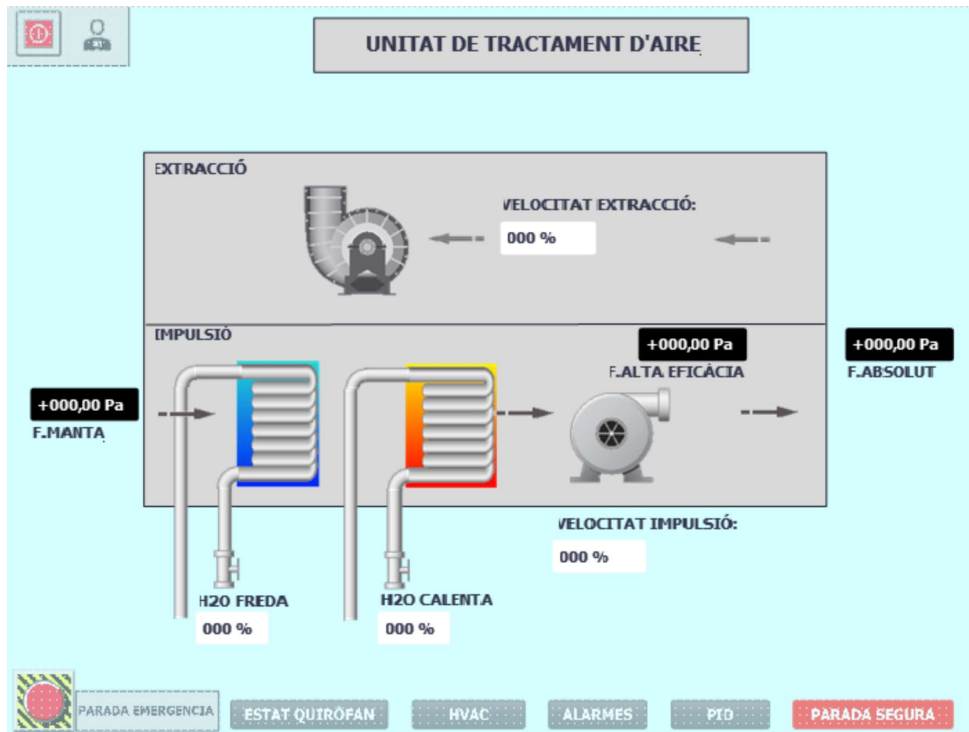 UNITAT DE TRACTAMENT D'AIRE
EXTRACCIÓ
VELOCITAT EXTRACCIÓ:
000 %
IMPULSIÓ
+000,00 Pa
F.ALTA EFICÀCIA
+000,00 Pa
F.ABSOLUT
+000,00 Pa
F.MANTA
VELOCITAT IMPULSIÓ:
000 %
H2O FREDA
000 %
H2O CALENTA
000 %
PARADA EMERGENCIA
ESTAT QUIRÒFAN
HVAC
ALARMES
PID
PARADA SEGURA